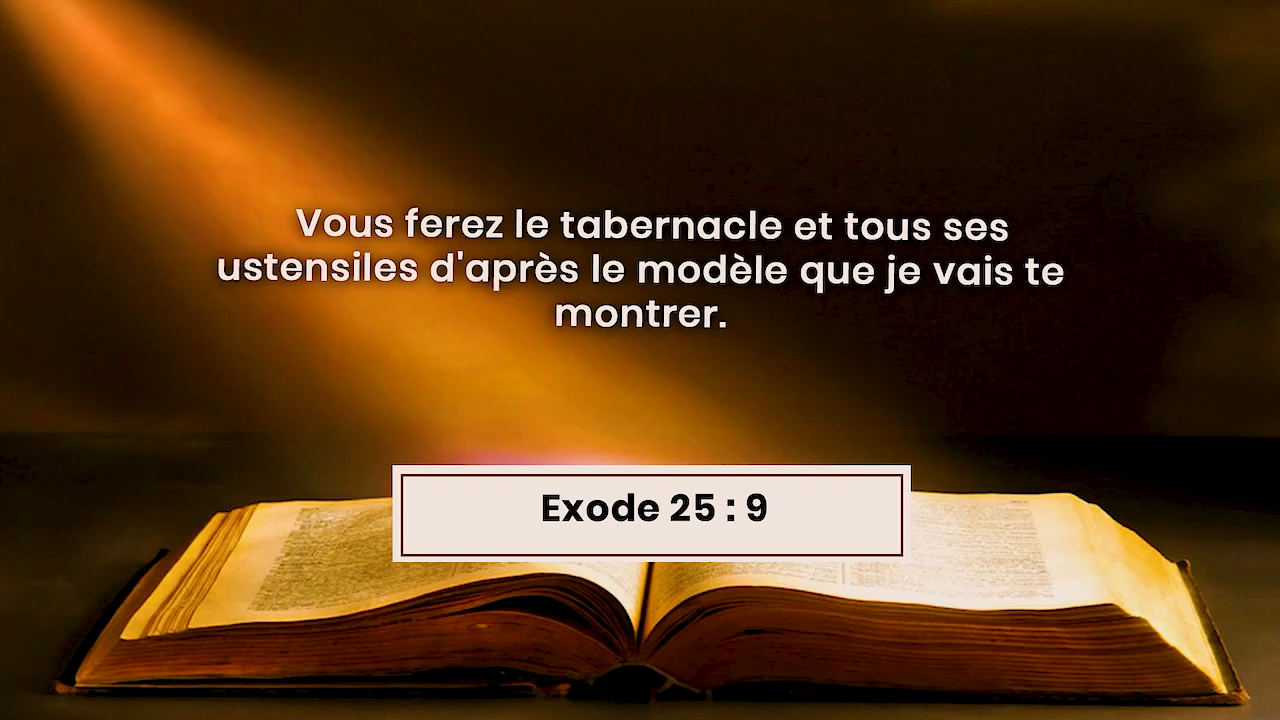 Vous ferez le tabernacle et tous ses
ustensiles d'après le modèle que je vais te
montrer.
Exode 25 : 9